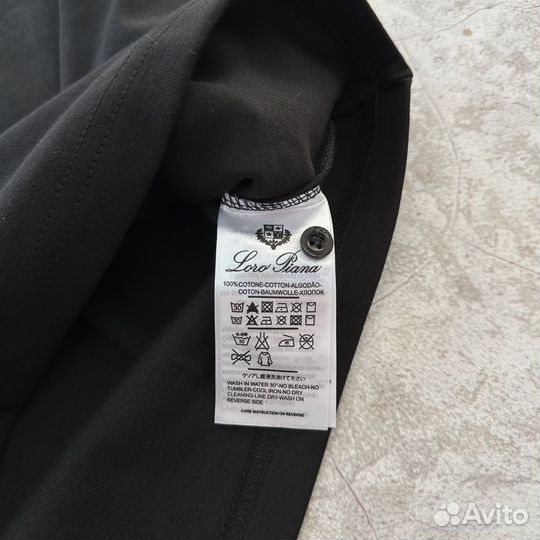 Loro Piana
100%COTONE-COTTON-ALGODÃO-
COTON-BAUMWOLLE-ХЛОПОК
WASH IN WATER 30°-NO BLEACH-NO
TUMBLER-COOL IRON-NO DRY
CLEANING-LINE DRY-WASH ON
REVERSE SIDE
CARE INSTRUCTION ON REVERSE
Avito